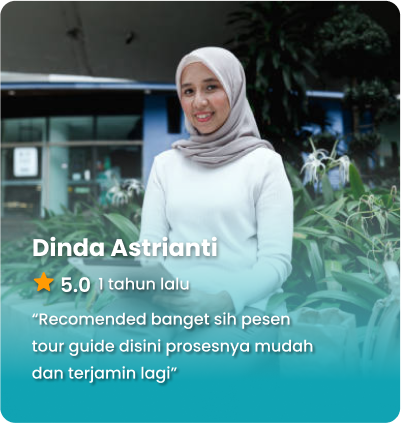 Dinda Astrianti
5.0 1 tahun lalu
“Recomended banget sih pesen
tour guide disini prosesnya mudah
dan terjamin lagi”